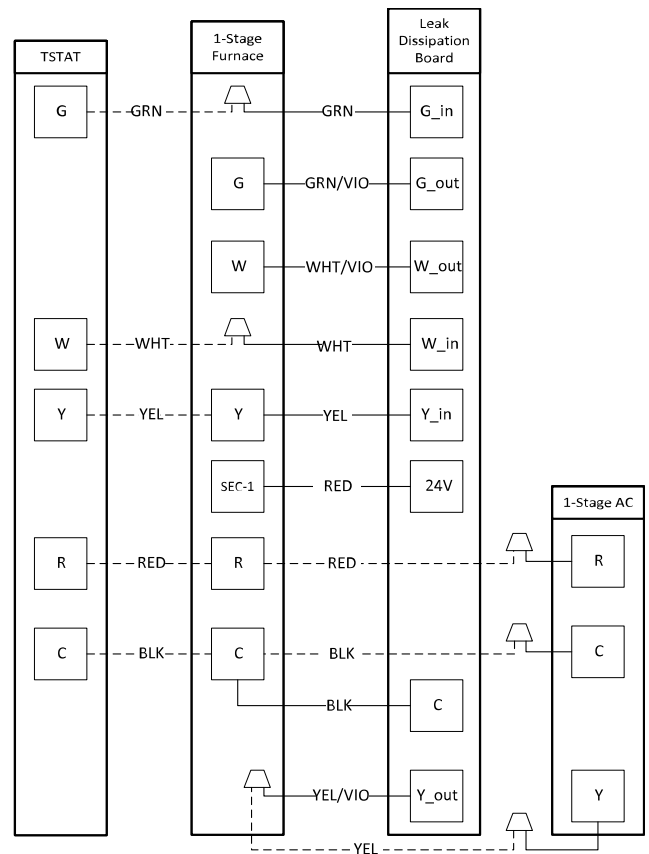 Leak
Dissipation
Board
1-Stage
Furnace
TSTAT
G GRN GRN G_in
G GRN/VIO G_out
W WHT/VIO W_out
W WHT WHT W_in
Y YEL Y YEL Y_in
SEC-1 RED 24V
1-Stage AC
R RED R RED R
C BLK C BLK C
BLK C
YEL/VIO Y_out Y
YEL